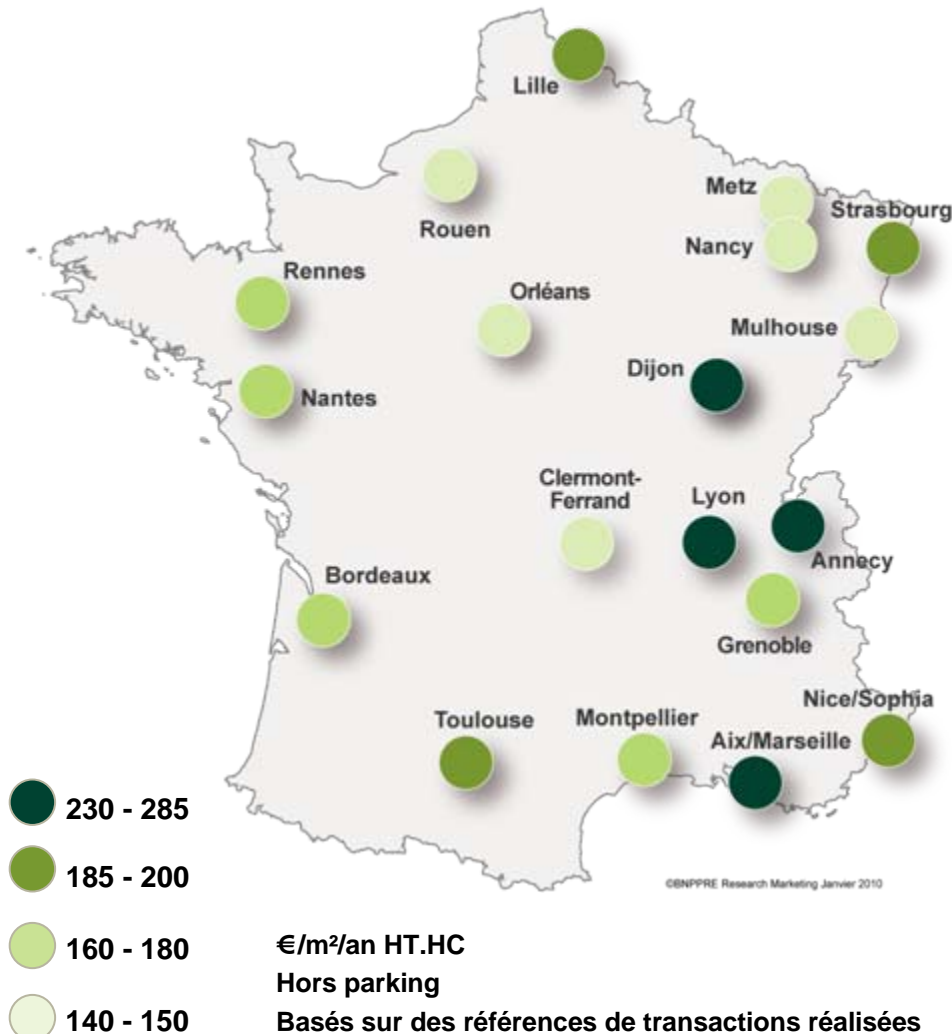 Lille
Metz
Strasbourg
Rouen
Nancy
Rennes
Orléans
Mulhouse
Dijon
Nantes
Clermont-
Ferrand
Lyon
Annecy
Bordeaux
Grenoble
Nice/Sophia
Toulouse
Montpellier
Aix/Marseille
230 - 285
185 - 200
©BNPPRE Research Marketing Janvier 2010
160 - 180
€/m²/an HT.HC
Hors parking
140 - 150
Basés sur des références de transactions réalisées